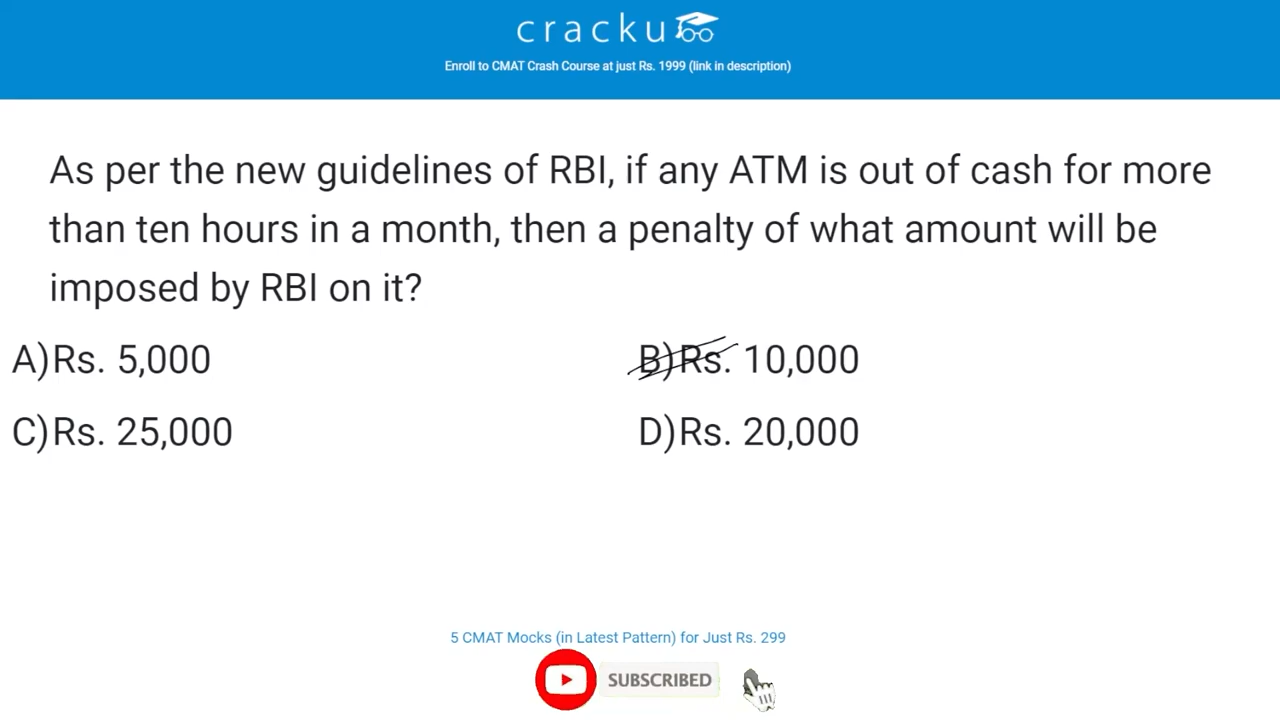 cracku
Enroll to CMAT Crash Course at just Rs. 1999 (link in description)
As per the new guidelines of RBI, if any ATM is out of cash for more
than ten hours in a month, then a penalty of what amount will be
imposed by RBI on it?
A)Rs. 5,000
B)Rs. 10,000
C)Rs. 25,000
D)Rs. 20,000
5 CMAT Mocks (in Latest Pattern) for Just Rs. 299
SUBSCRIBED